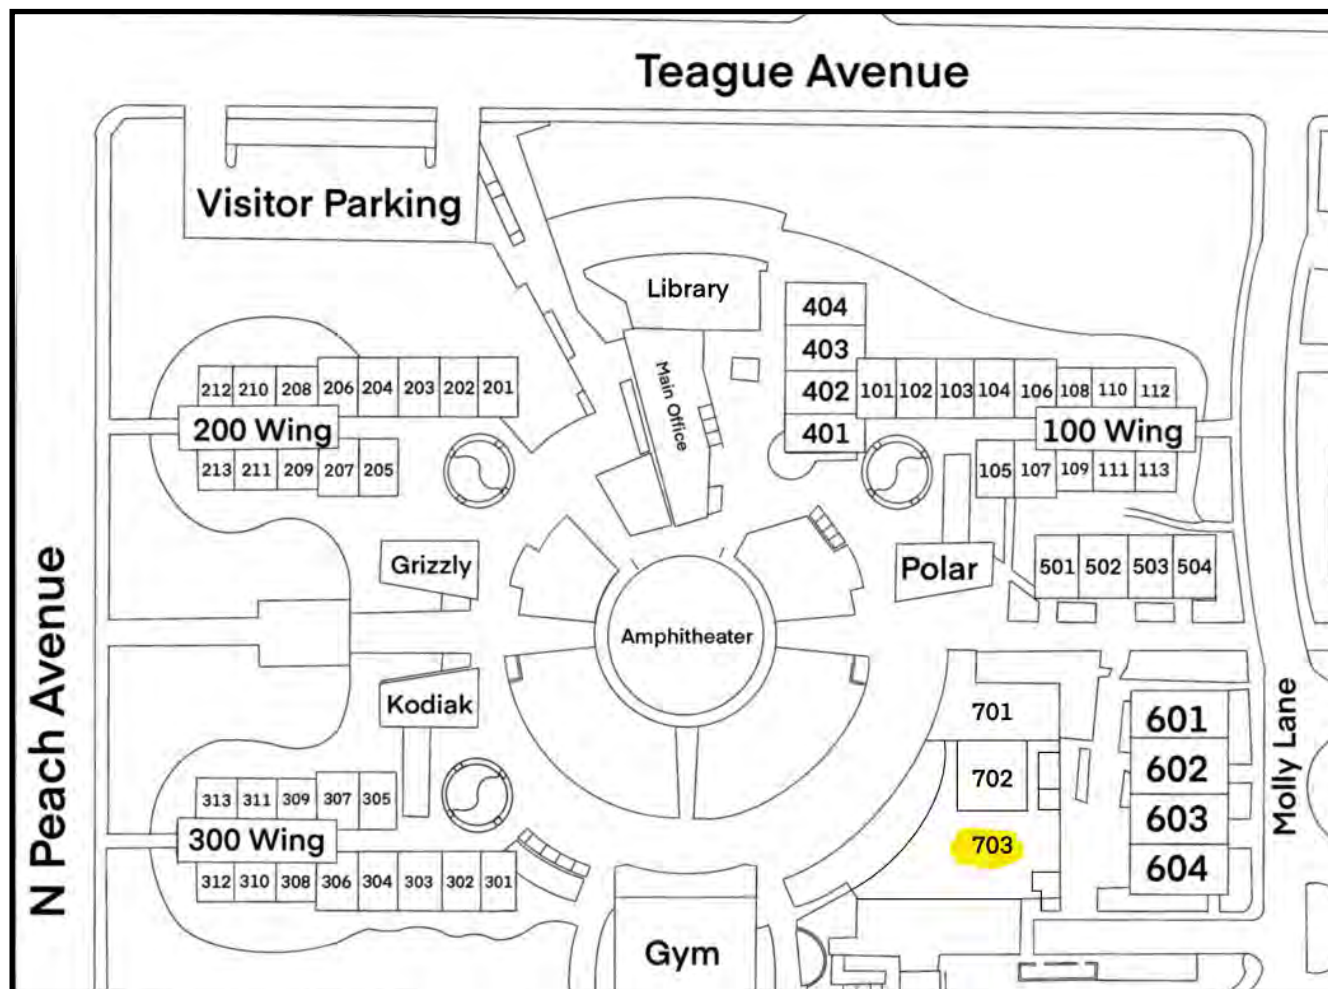 Teague Avenue
Visitor Parking
Library
404
403
402
401
Main Office
212 210 208 206 204 203 202 201
200 Wing
213 211 209 207 205
101 102 103 104 106 108 110 112
100 Wing
105 107 109 111 113
Grizzly
Polar
501 502 503 504
Amphitheater
N Peach Avenue
Kodiak
701
702
703
601
602
603
604
Molly Lane
313 311 309 307 305
300 Wing
312 310 308 306 304 303 302 301
Gym